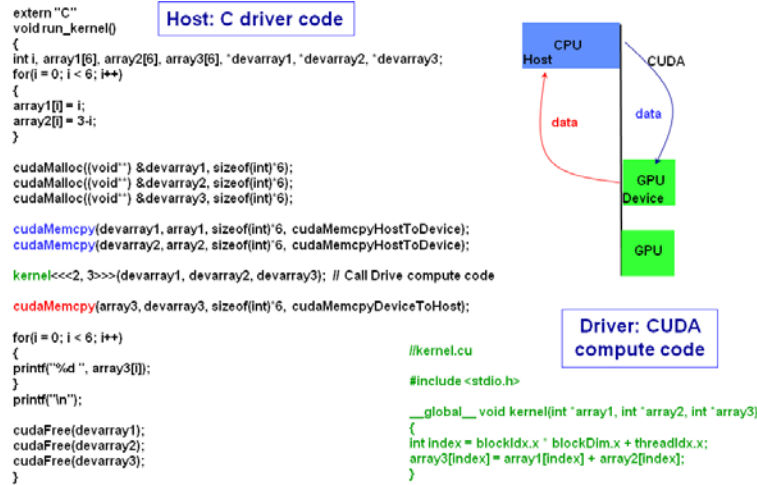 Host: C driver code
extern "C"
void run_kernel()
{
int i, array1[6], array2[6], array3[6], *devarray1, *devarray2, *devarray3;
for(i = 0; i < 6; i++)
{
array1[i] = i;
array2[i] = 3-i;
}
cudaMalloc((void**) &devarray1, sizeof(int)*6);
cudaMalloc((void**) &devarray2, sizeof(int)*6);
cudaMalloc((void**) &devarray3, sizeof(int)*6);
cudaMemcpy(devarray1, array1, sizeof(int)*6, cudaMemcpyHostToDevice);
cudaMemcpy(devarray2, array2, sizeof(int)*6, cudaMemcpyHostToDevice);
kernel<<<2, 3>>>(devarray1, devarray2, devarray3); // Call Drive compute code
cudaMemcpy(array3, devarray3, sizeof(int)*6, cudaMemcpyDeviceToHost);
for(i = 0; i < 6; i++)
{
printf("%d ", array3[i]);
}
printf("\n");
cudaFree(devarray1);
cudaFree(devarray2);
cudaFree(devarray3);
}
CPU
Host
CUDA
data
data
GPU
Device
GPU
Driver: CUDA
compute code
//kernel.cu
#include <stdio.h>
__global__ void kernel(int *array1, int *array2, int *array3)
{
int index = blockIdx.x * blockDim.x + threadIdx.x;
array3[index] = array1[index] + array2[index];
}